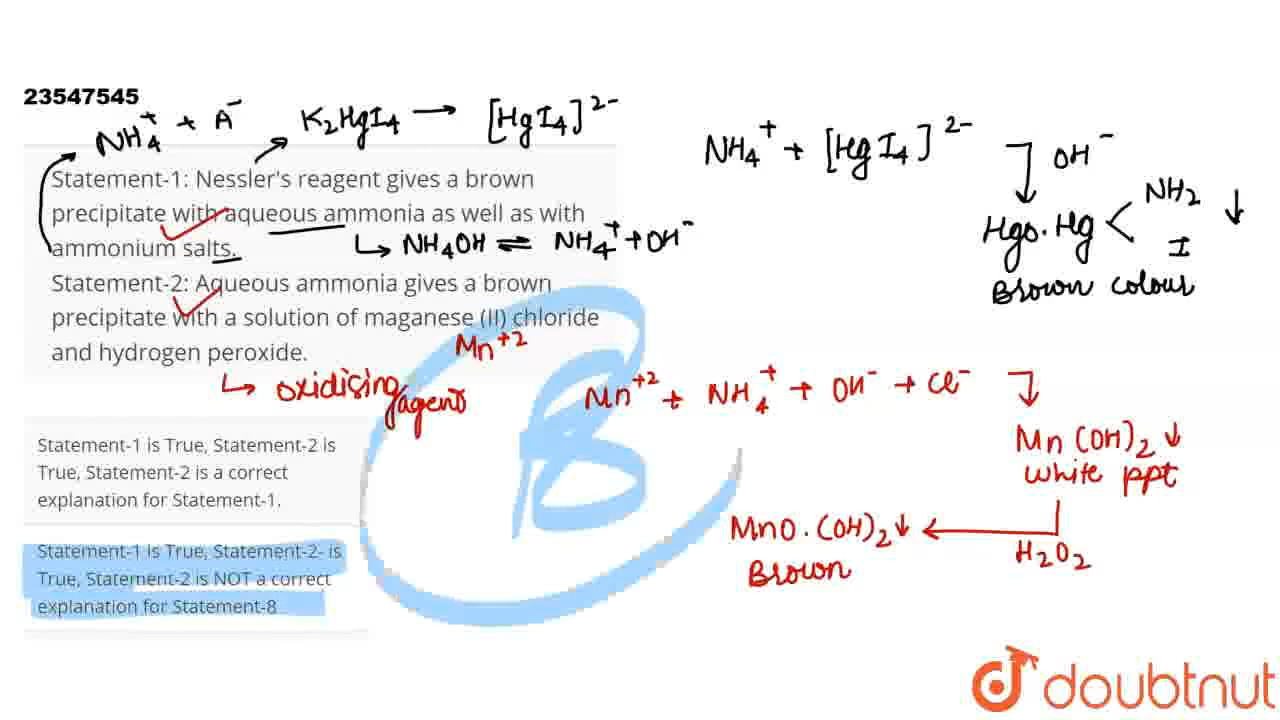 23547545
NH4+ + A-
K2HgI4 → [HgI4]2-
Statement-1: Nessler's reagent gives a brown
precipitate with aqueous ammonia as well as with
ammonium salts.
NH4OH ⇌ NH4+ + OH-
Statement-2: Aqueous ammonia gives a brown
precipitate with a solution of maganese (II) chloride
and hydrogen peroxide.
Mn+2
↳ oxidising
agent
NH4+ + [HgI4]2-
OH-
HgO.Hg < NH2 ↓
I
Brown colour
Mn+2 + NH4+ + OH- + Cl-
Mn(OH)2 ↓
white ppt
H2O2
MnO.(OH)2 ↓ ←
Brown
B
Statement-1 is True, Statement-2 is
True, Statement-2 is a correct
explanation for Statement-1.
Statement-1 is True, Statement-2- is
True, Statement-2 is NOT a correct
explanation for Statement-8
doubtnut